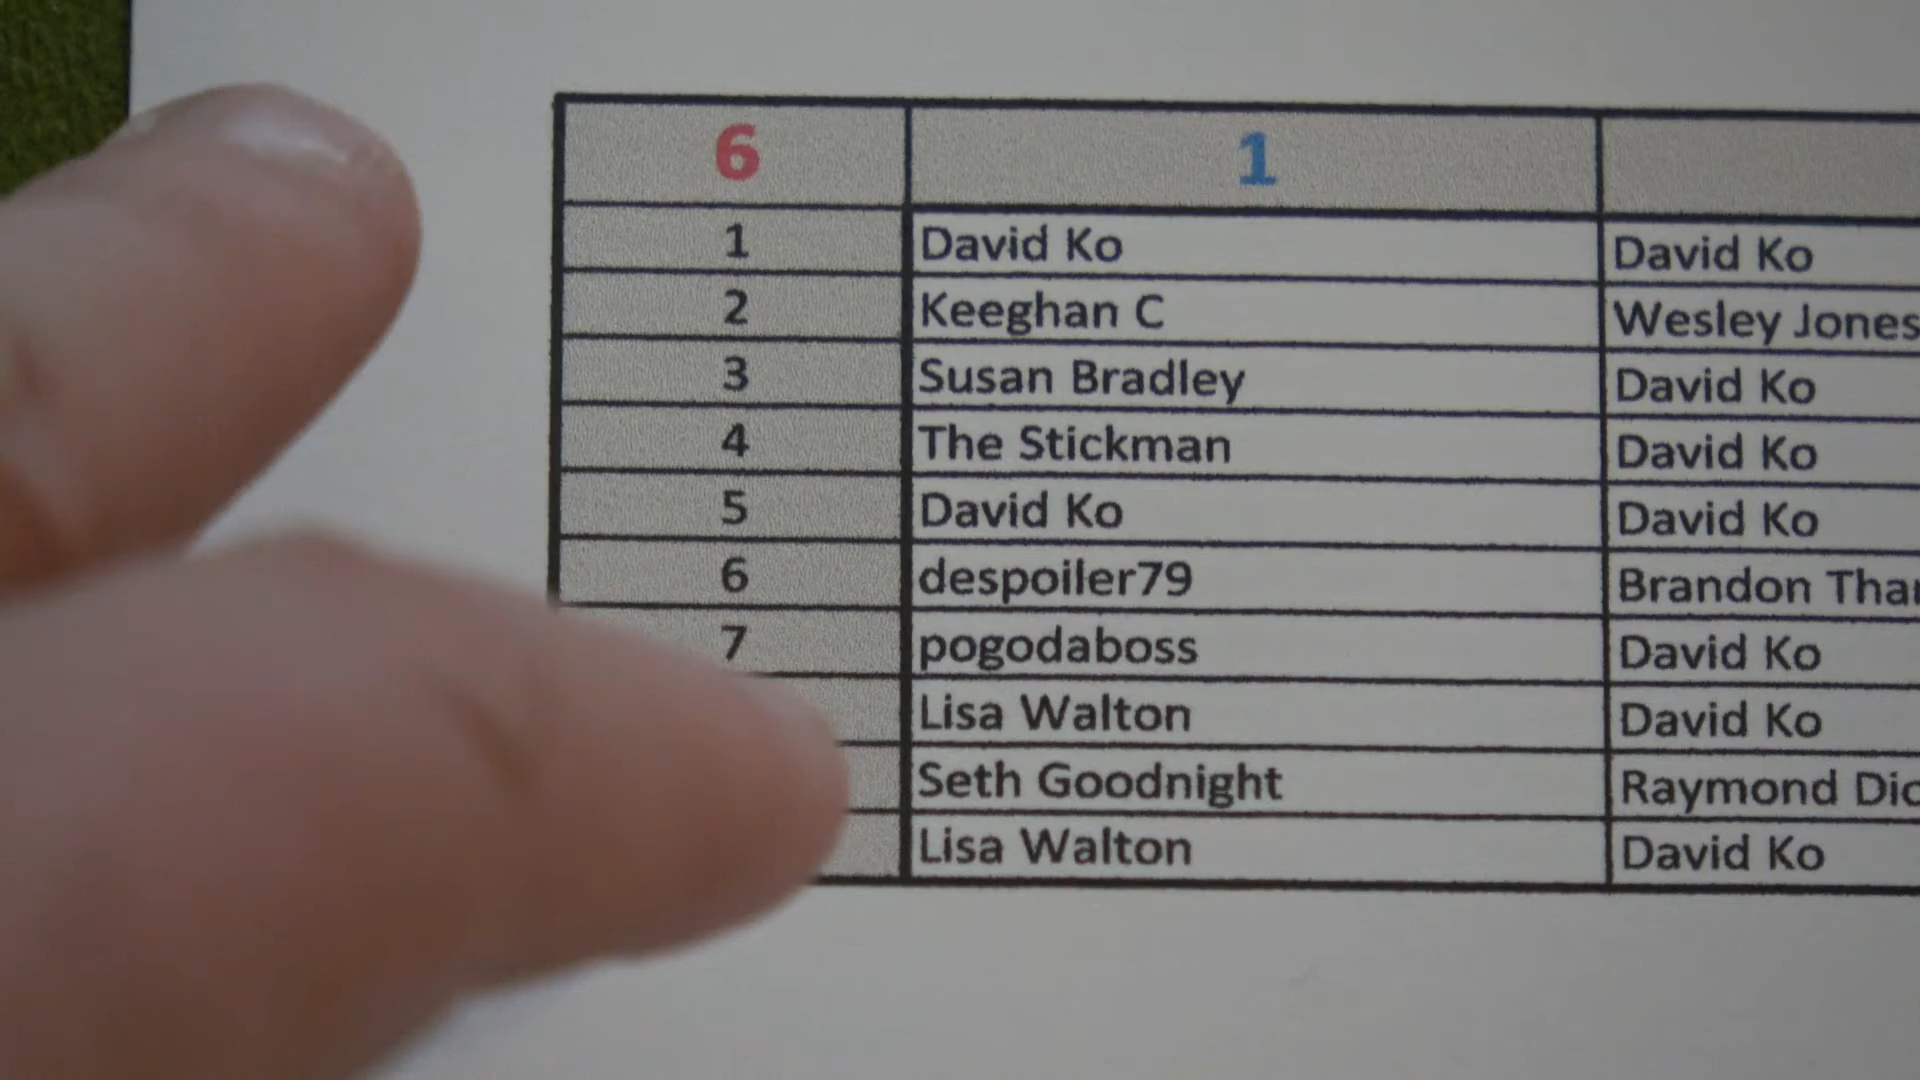 6 1
1 David Ko David Ko
2 Keeghan C Wesley Jones
3 Susan Bradley David Ko
4 The Stickman David Ko
5 David Ko David Ko
6 despoiler79 Brandon
7 pogodaboss David Ko
Lisa Walton David Ko
Seth Goodnight Raymond
Lisa Walton David Ko